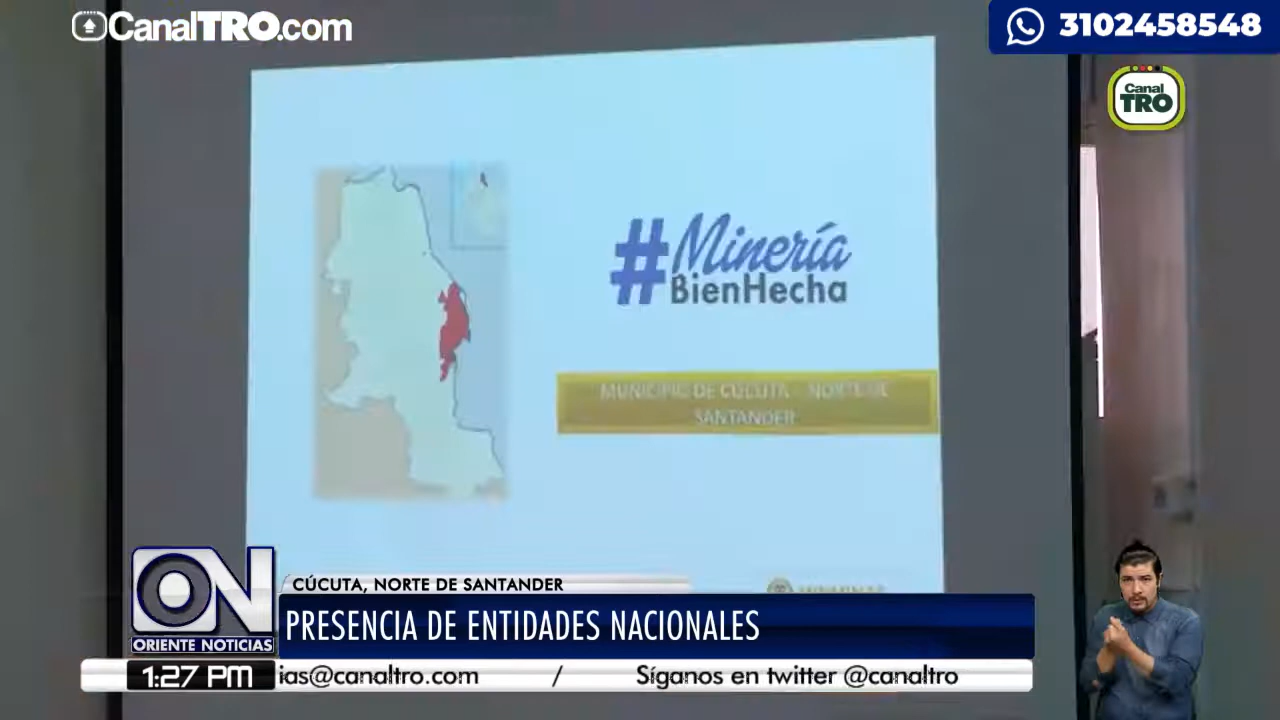 CanalTRO.com
3102458548
Canal
TRO
#Minería
BienHecha
MUNICIPIO DE CÚCUTA - NORTE DE
SANTANDER
ON
CÚCUTA, NORTE DE SANTANDER
PRESENCIA DE ENTIDADES NACIONALES
ORIENTE NOTICIAS
1:27 PM
ias@canaltro.com / Síganos en twitter @canaltro